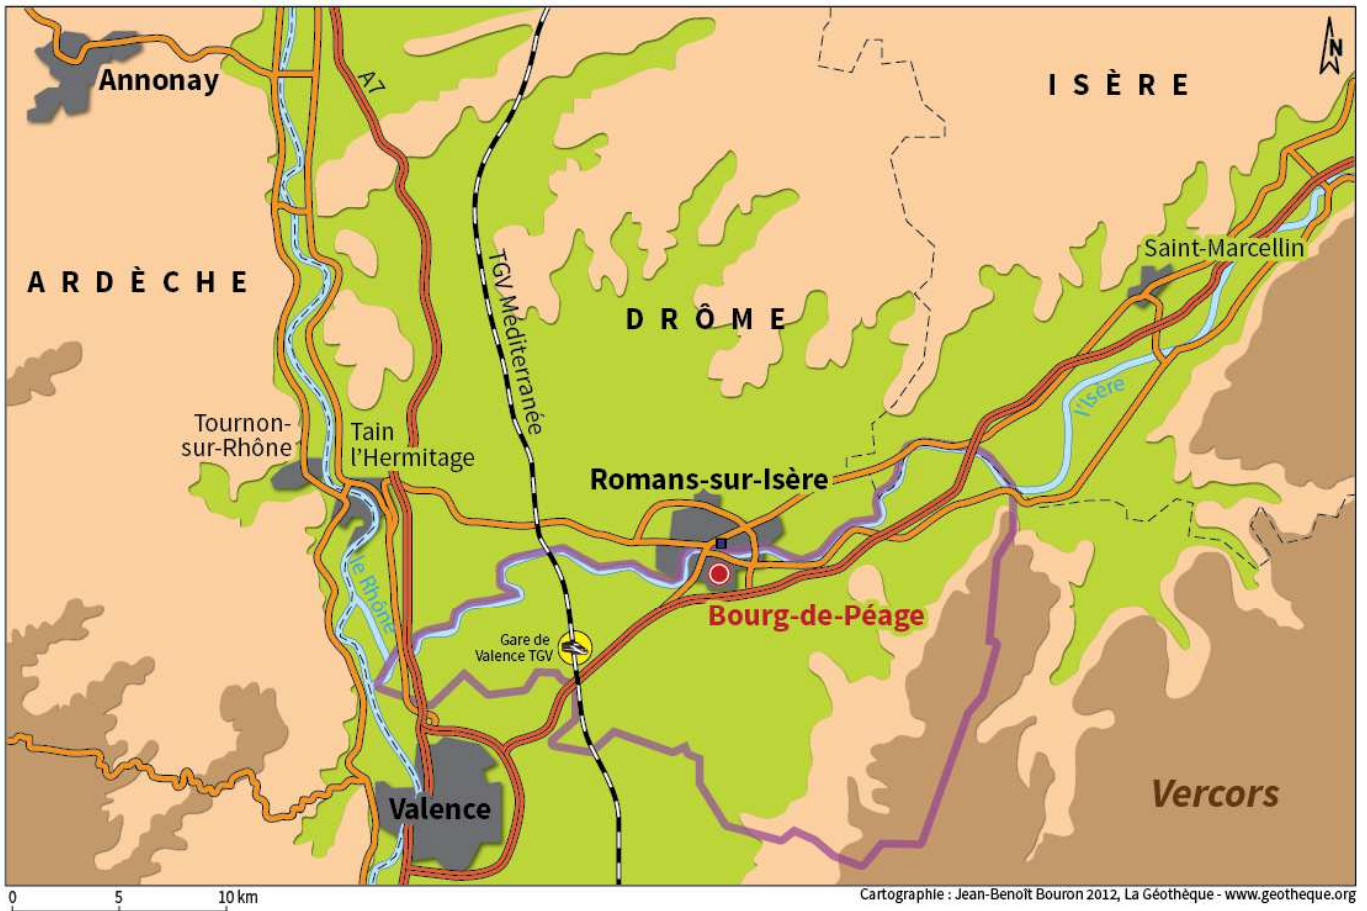 Annonay
A7
ISÈRE
N
ARDÈCHE
TGV Méditerranée
DRÔME
Saint-Marcellin
l'Isère
Tournon-
sur-Rhône
Tain
l'Hermitage
Romans-sur-Isère
le Rhône
Bourg-de-Péage
Gare de
Valence TGV
Valence
Vercors
0 5 10 km
Cartographie : Jean-Benoît Bouron 2012, La Géothèque - www.geotheque.org